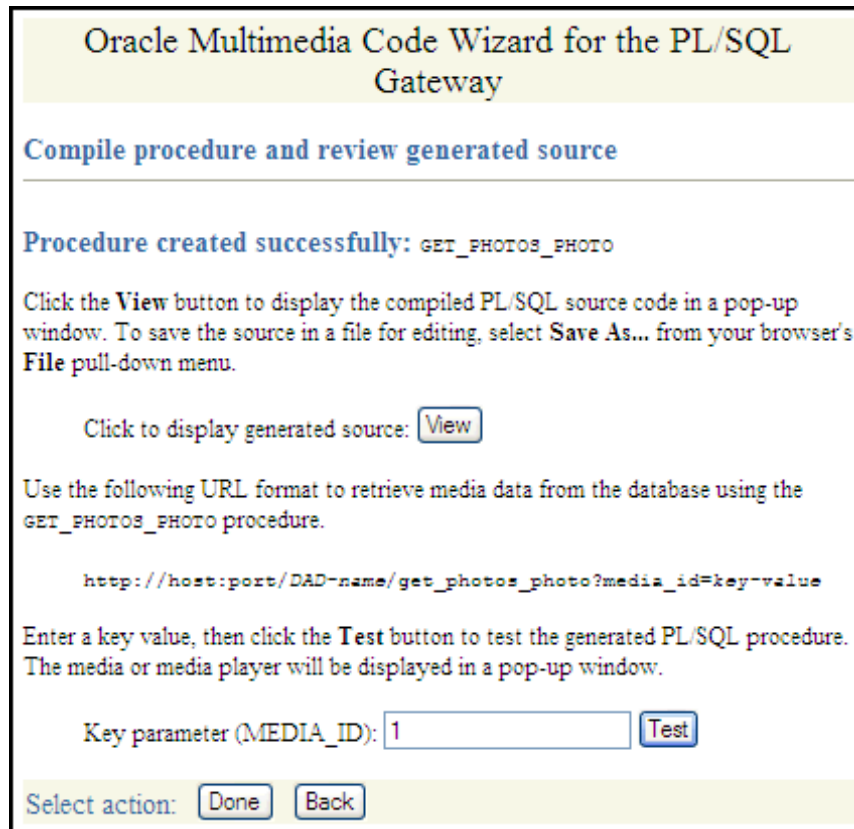 Oracle Multimedia Code Wizard for the PL/SQL
Gateway
Compile procedure and review generated source
Procedure created successfully: GET_PHOTOS_PHOTO
Click the View button to display the compiled PL/SQL source code in a pop-up
window. To save the source in a file for editing, select Save As... from your browser's
File pull-down menu.
Click to display generated source: View
Use the following URL format to retrieve media data from the database using the
GET_PHOTOS_PHOTO procedure.
http://host:port/DAD-name/get_photos_photo?media_id=key-value
Enter a key value, then click the Test button to test the generated PL/SQL procedure.
The media or media player will be displayed in a pop-up window.
Key parameter (MEDIA_ID): 1 Test
Select action: Done Back